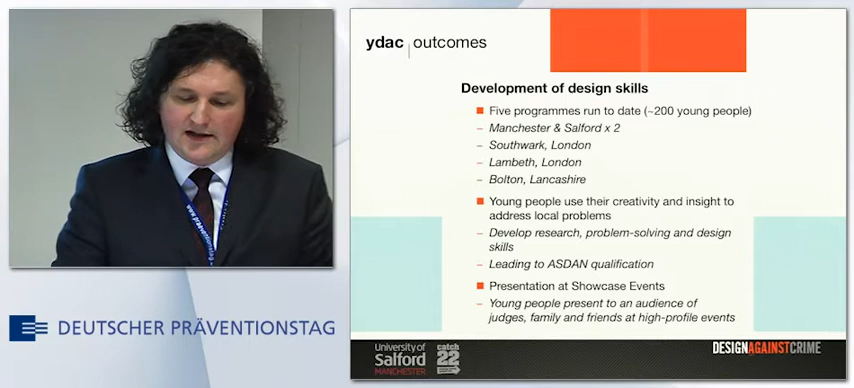 ydac outcomes
Development of design skills
Five programmes run to date (~200 young people)
– Manchester & Salford x 2
– Southwark, London
– Lambeth, London
– Bolton, Lancashire
Young people use their creativity and insight to
address local problems
– Develop research, problem-solving and design
skills
– Leading to ASDAN qualification
Presentation at Showcase Events
– Young people present to an audience of
judges, family and friends at high-profile events
DEUTSCHER PRÄVENTIONSTAG
University of
Salford
MANCHESTER
catch
22
DESIGNAGAINSTCRIME